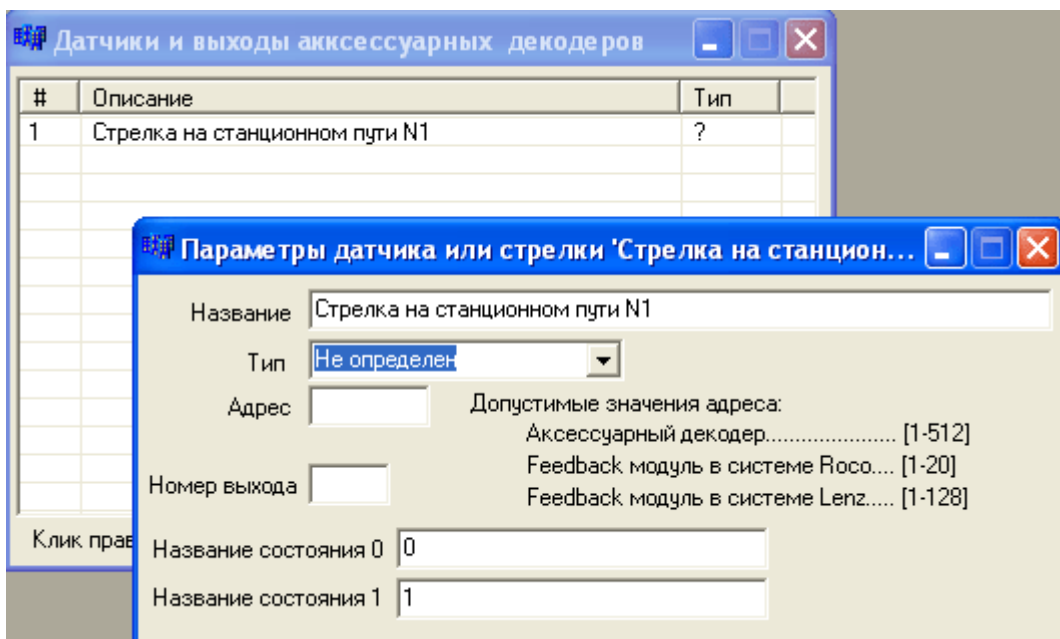 Датчики и выходы акксессуарных декодеров
# Описание Тип
1 Стрелка на станционном пути N1 ?
Параметры датчика или стрелки 'Стрелка на станцион...
Название Стрелка на станционном пути N1
Тип Не определен
Адрес Допустимые значения адреса:
Аксессуарный декодер...................... [1-512]
Feedback модуль в системе Roco.... [1-20]
Номер выхода
Feedback модуль в системе Lenz..... [1-128]
Клик прав
Название состояния 0 0
Название состояния 1 1